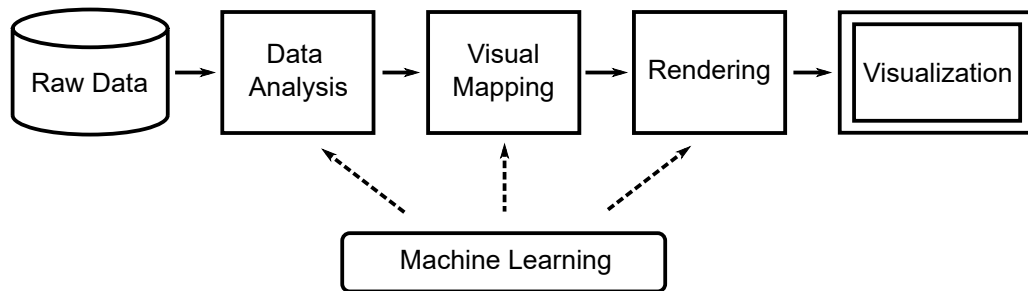 Raw Data
Data
Analysis
Visual
Mapping
Rendering
Visualization
Machine Learning